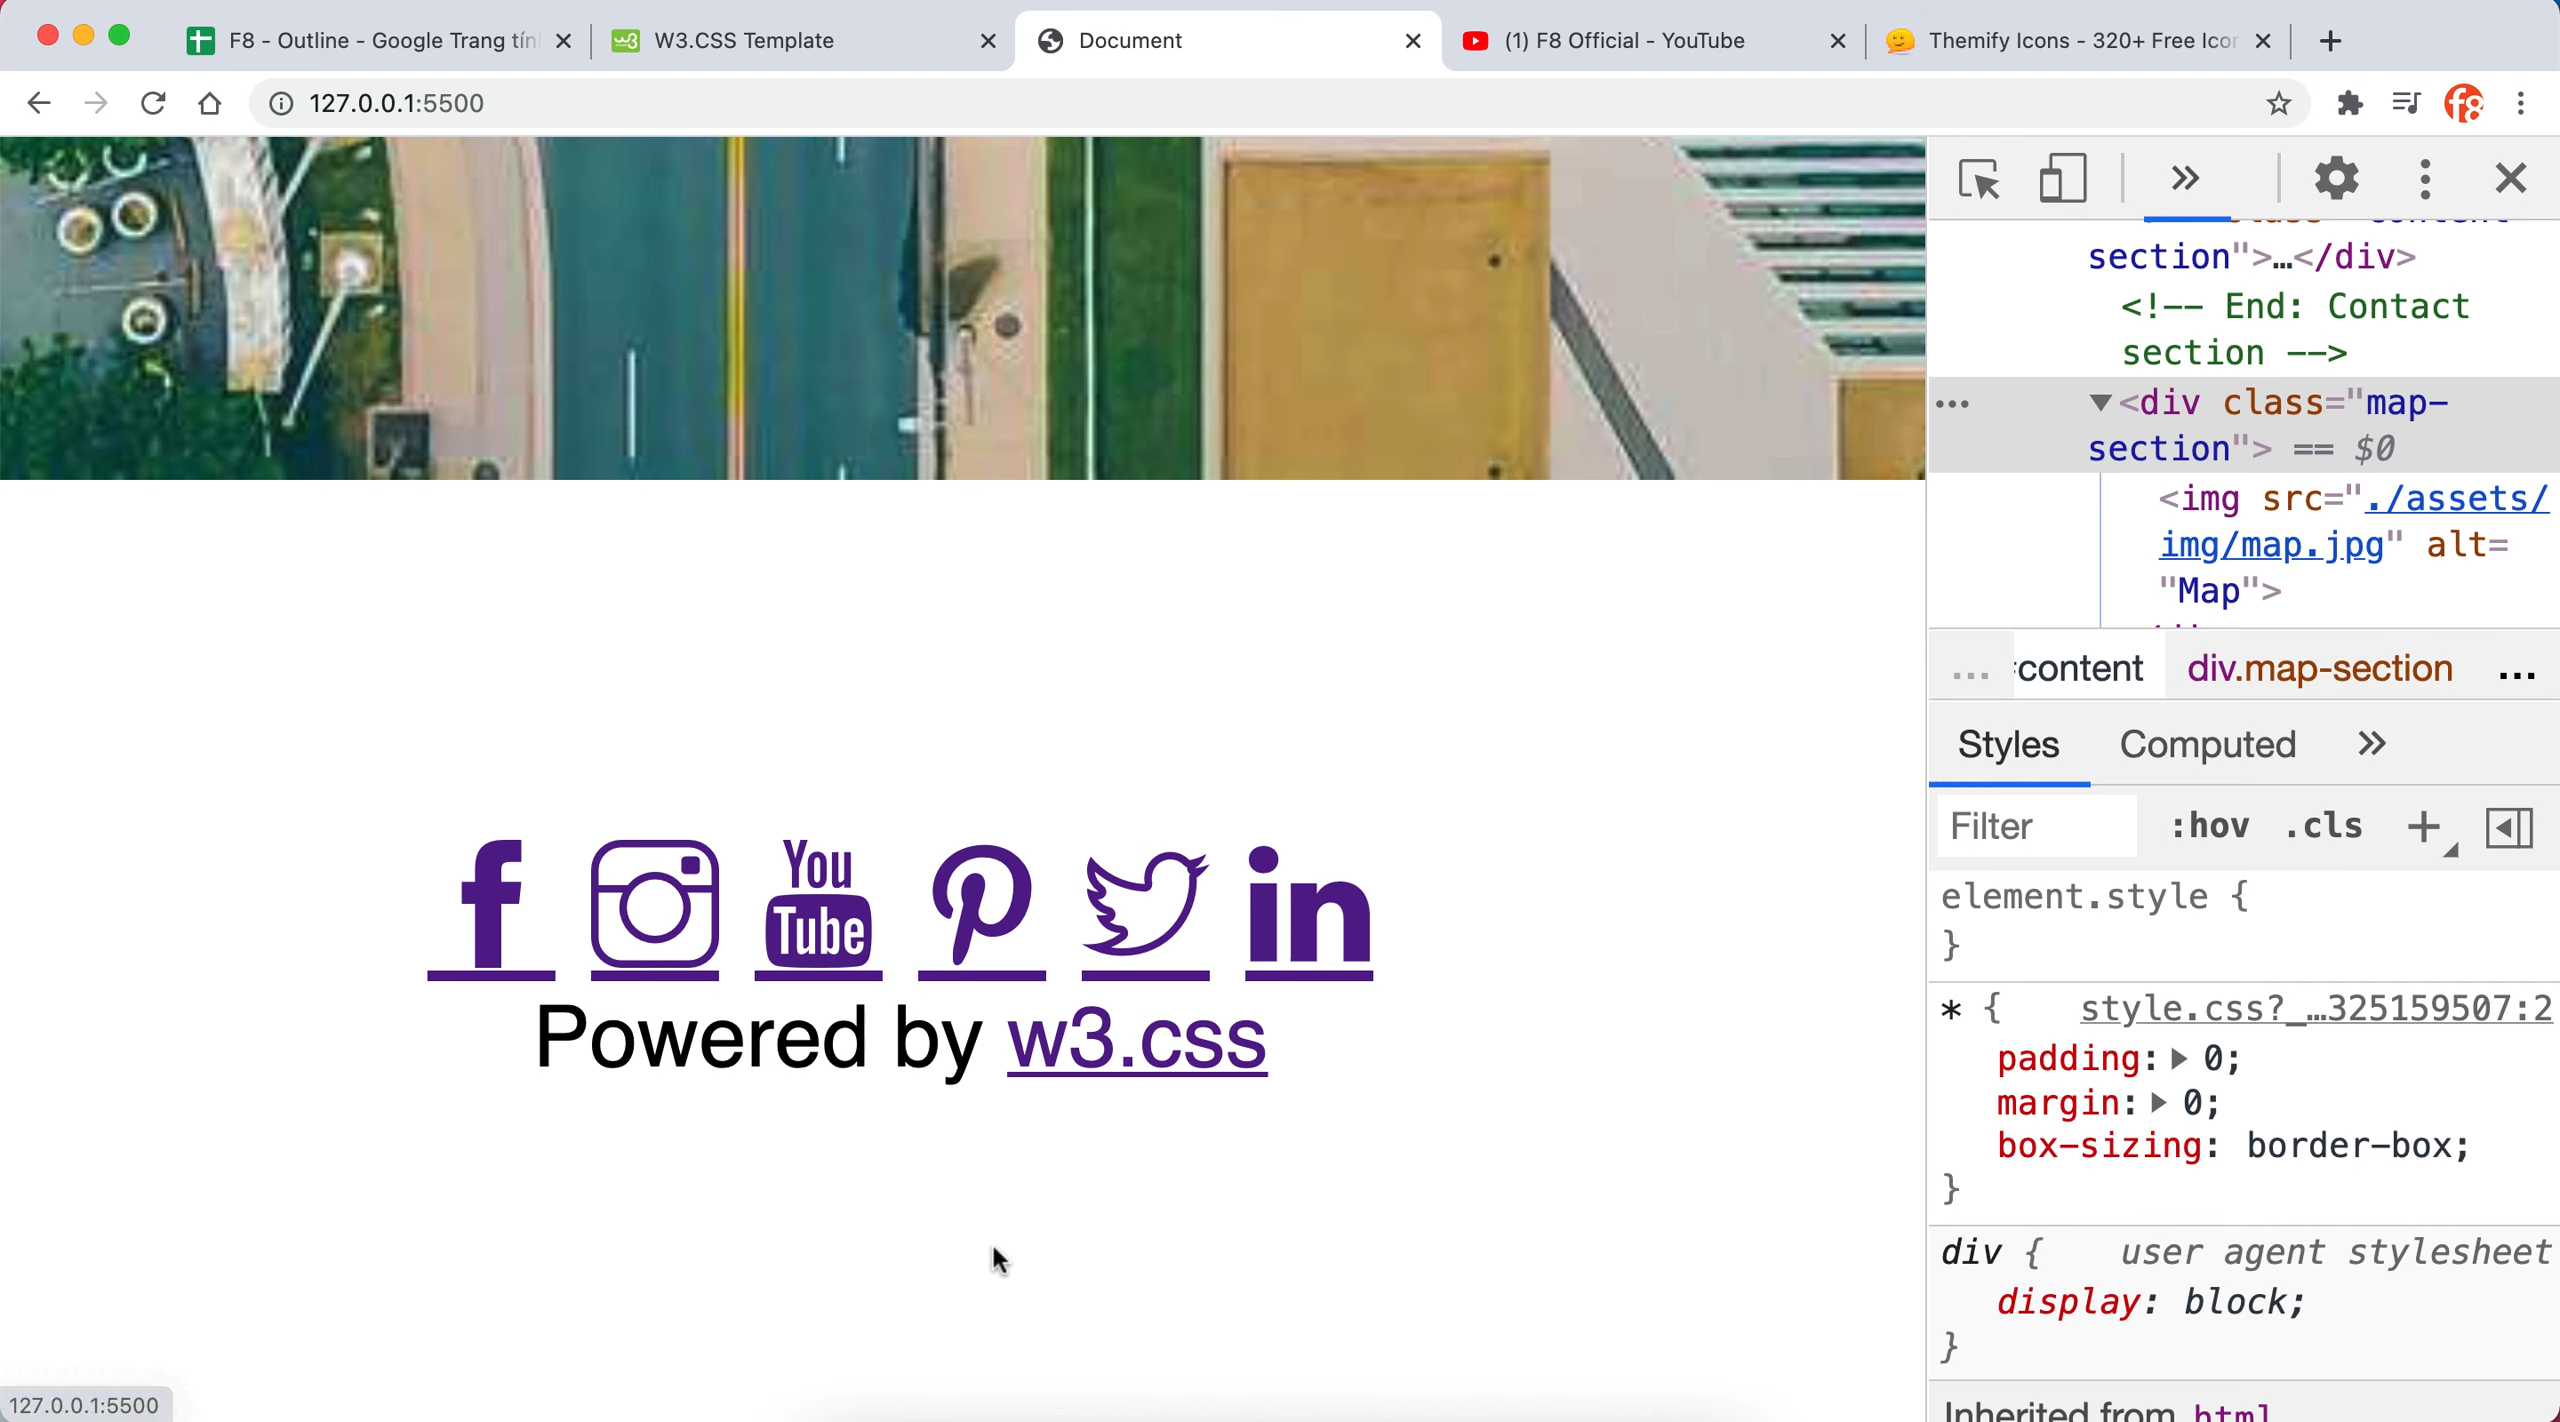 F8 - Outline - Google Trang tín
W3.CSS Template
Document
(1) F8 Official - YouTube
Themify Icons - 320+ Free Icon
127.0.0.1:5500
section">…</div>
<!-- End: Contact
section -->
<div class="map-
section"> == $0
<img src="./assets/
img/map.jpg" alt=
"Map">
... content div.map-section ...
Styles Computed
Filter :hov .cls
element.style {
}
* { style.css?_…325159507:2
padding: 0;
margin: 0;
box-sizing: border-box;
}
div { user agent stylesheet
display: block;
}
Inherited from html
You
Tube
in
Powered by w3.css
127.0.0.1:5500